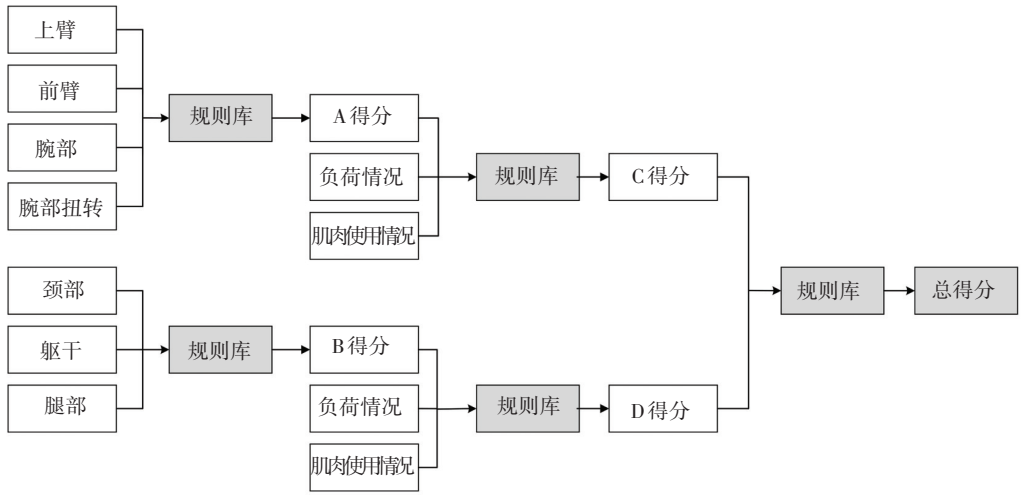 上臂
前臂
腕部
腕部扭转
规则库
A得分
负荷情况
肌肉使用情况
规则库
C得分
颈部
躯干
腿部
规则库
B得分
负荷情况
肌肉使用情况
规则库
D得分
规则库
总得分